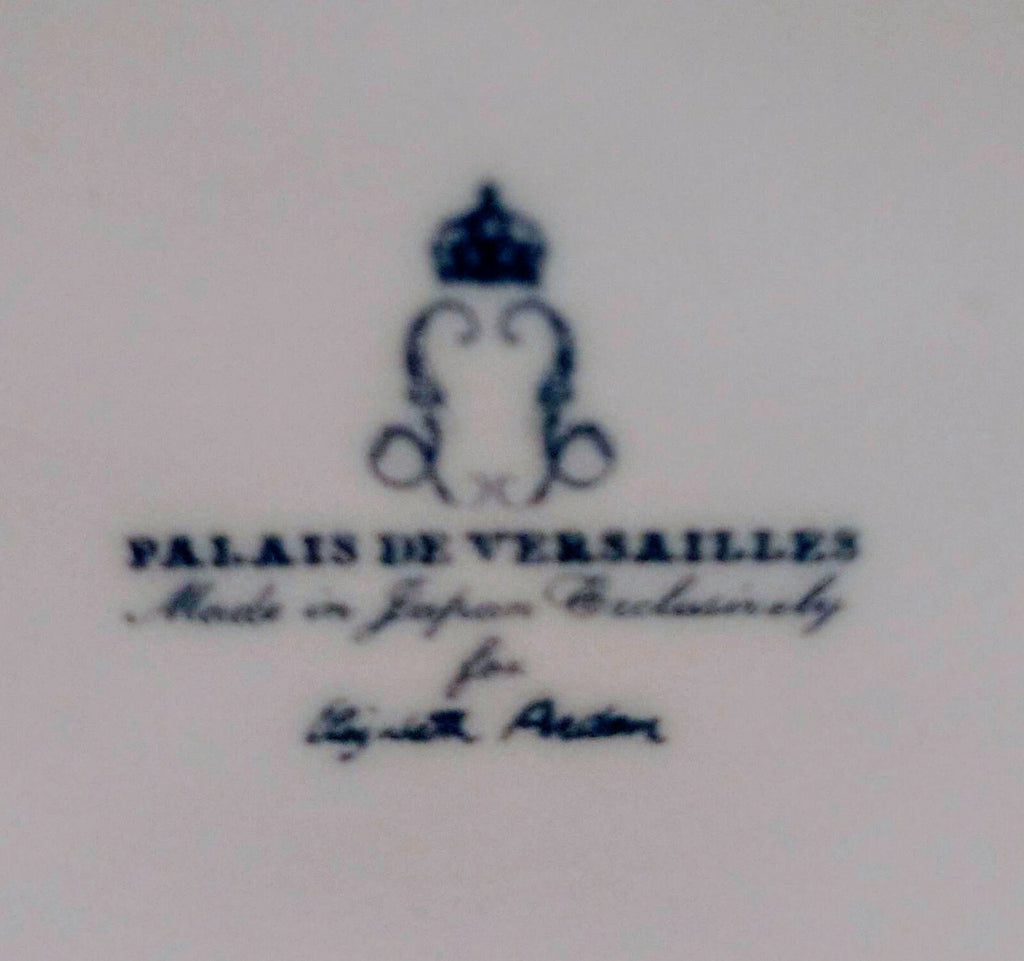 PALAIS DE VERSAILLES
Made in Japan Exclusively
for
Elizabeth Arden